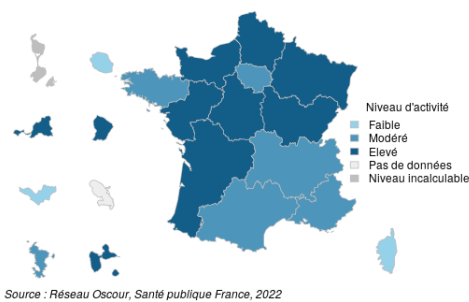 Niveau d'activité
Faible
Modéré
Elevé
Pas de données
Niveau incalculable
Source : Réseau Oscour, Santé publique France, 2022